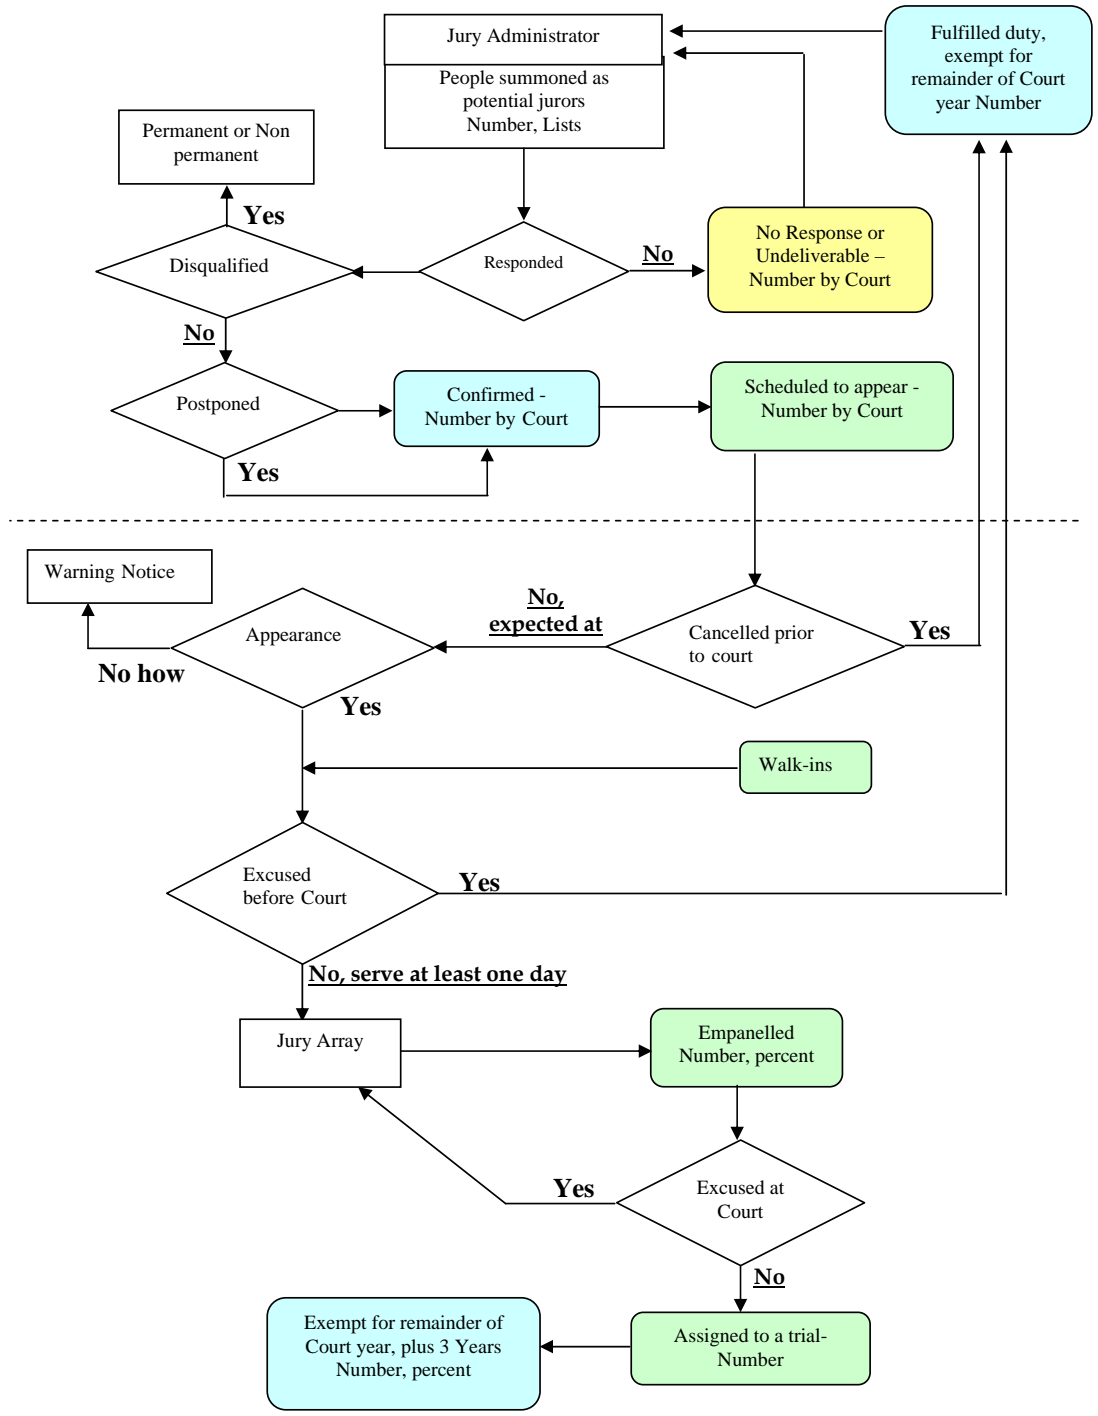 Jury Administrator
People summoned as
potential jurors
Number, Lists
Fulfilled duty,
exempt for
remainder of Court
year Number
Permanent or Non
permanent
Yes
Disqualified
Responded
No
No Response or
Undeliverable –
Number by Court
No
Postponed
Yes
Confirmed -
Number by Court
Scheduled to appear -
Number by Court
Warning Notice
Appearance
No how
Yes
No,
expected at
Cancelled prior
to court
Yes
Walk-ins
Excused
before Court
Yes
No, serve at least one day
Jury Array
Empanelled
Number, percent
Yes
Excused at
Court
No
Exempt for remainder of
Court year, plus 3 Years
Number, percent
Assigned to a trial-
Number